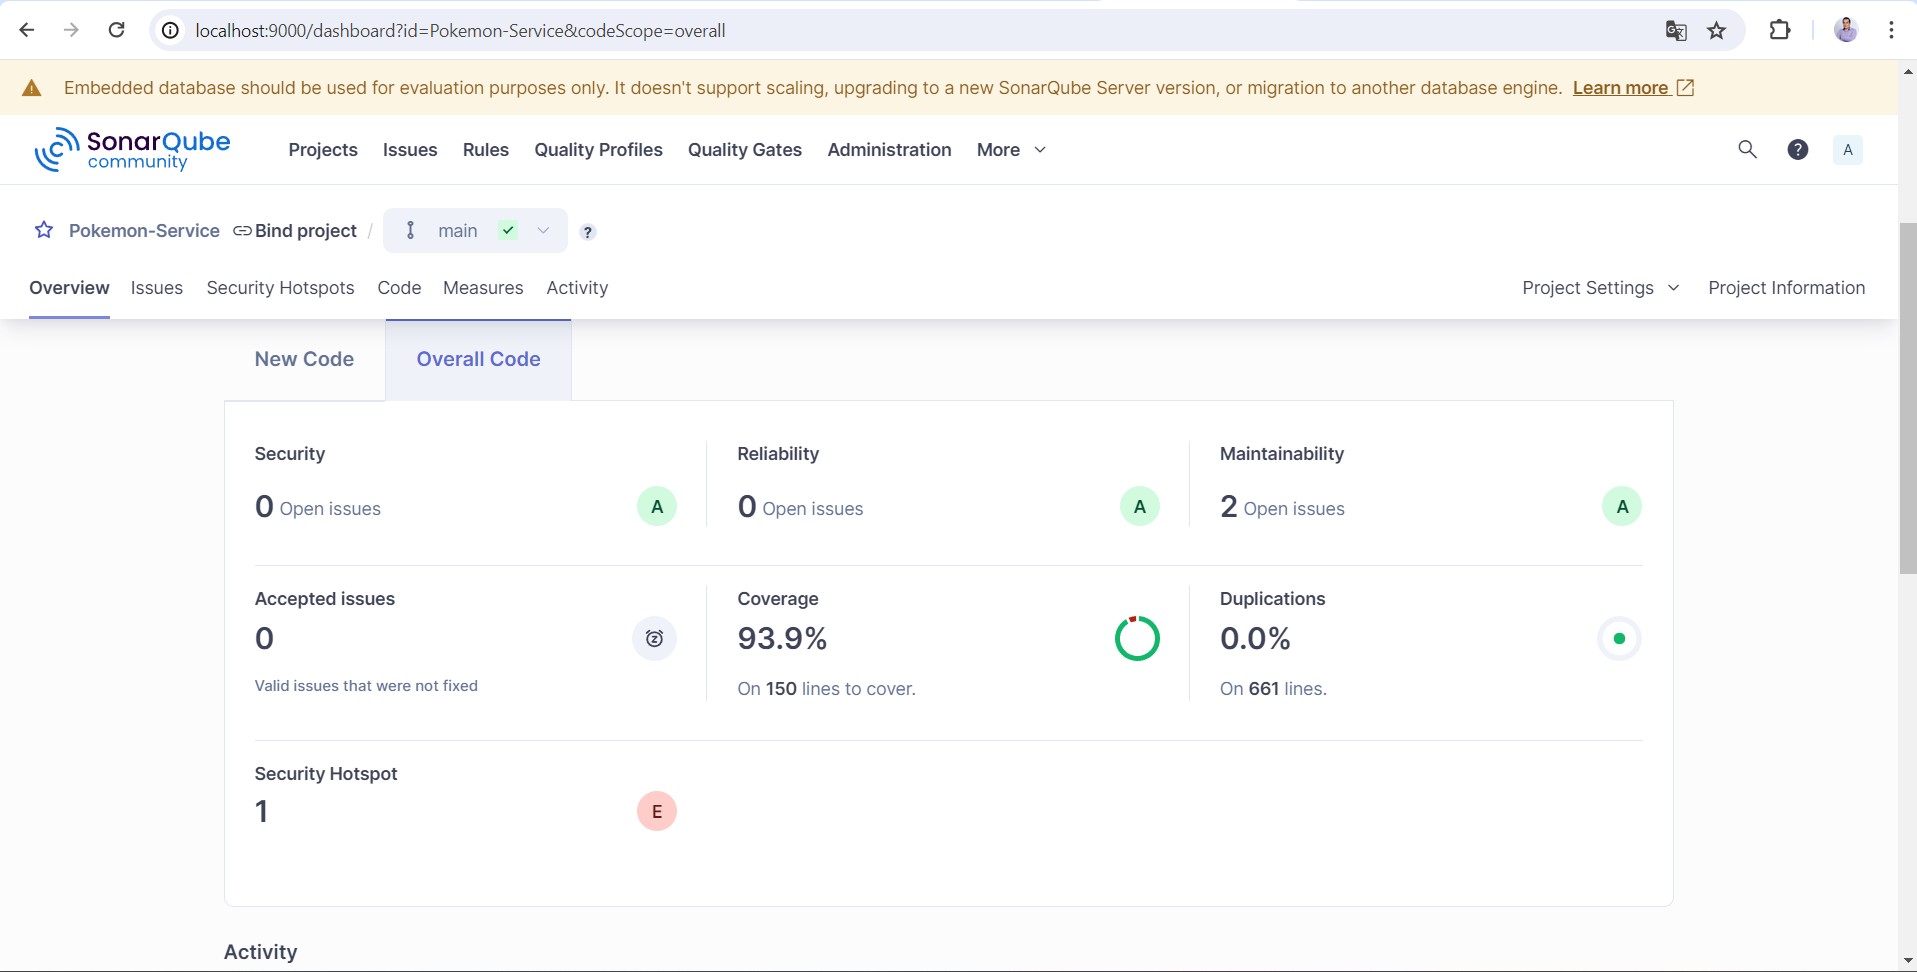 localhost:9000/dashboard?id=Pokemon-Service&codeScope=overall
Embedded database should be used for evaluation purposes only. It doesn't support scaling, upgrading to a new SonarQube Server version, or migration to another database engine. Learn more
SonarQube
community
Projects Issues Rules Quality Profiles Quality Gates Administration More
? A
Pokemon-Service Bind project / main ?
Overview Issues Security Hotspots Code Measures Activity Project Settings Project Information
New Code Overall Code
Security Reliability Maintainability
0 Open issues A 0 Open issues A 2 Open issues A
Accepted issues Coverage Duplications
0 93.9% 0.0%
Valid issues that were not fixed On 150 lines to cover. On 661 lines.
Security Hotspot
1 E
Activity